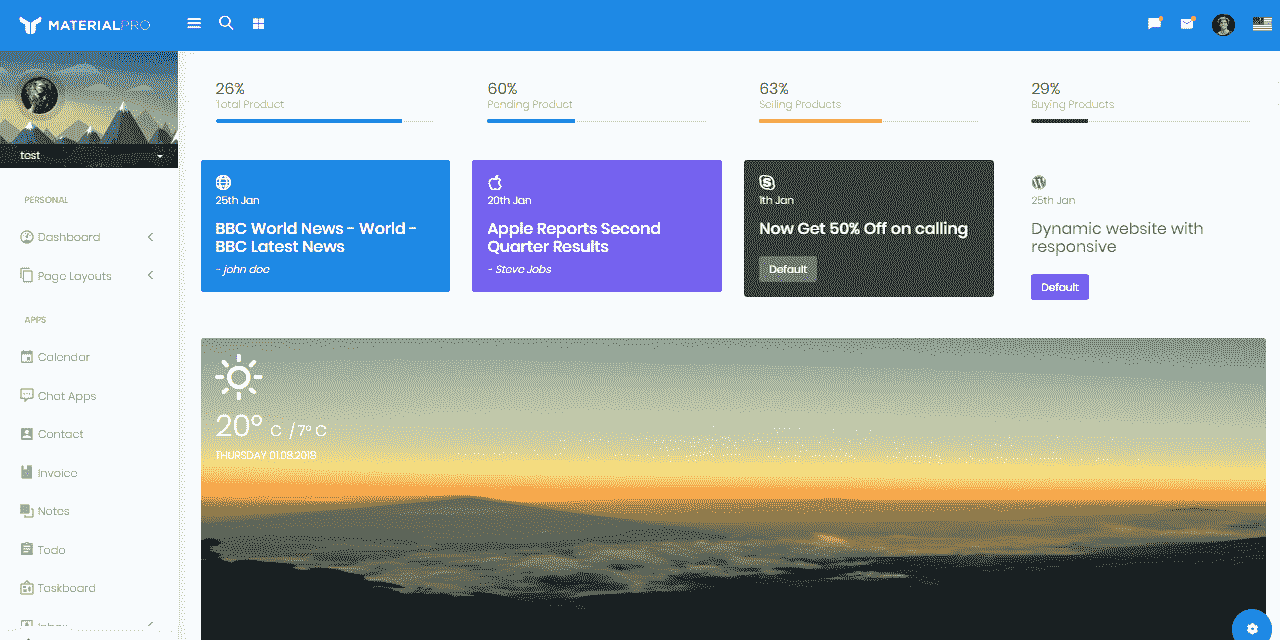 MATERIALPRO
test
PERSONAL
Dashboard
Page Layouts
APPS
Calendar
Chat Apps
Contact
Invoice
Notes
Todo
Taskboard
Inbox
26%
Total Product
60%
Pending Product
63%
Selling Products
29%
Buying Products
25th Jan
BBC World News - World -
BBC Latest News
- john doe
20th Jan
Apple Reports Second
Quarter Results
- Steve Jobs
1th Jan
Now Get 50% Off on calling
Default
25th Jan
Dynamic website with
responsive
Default
20° C /7° C
THURSDAY 01.08.2018